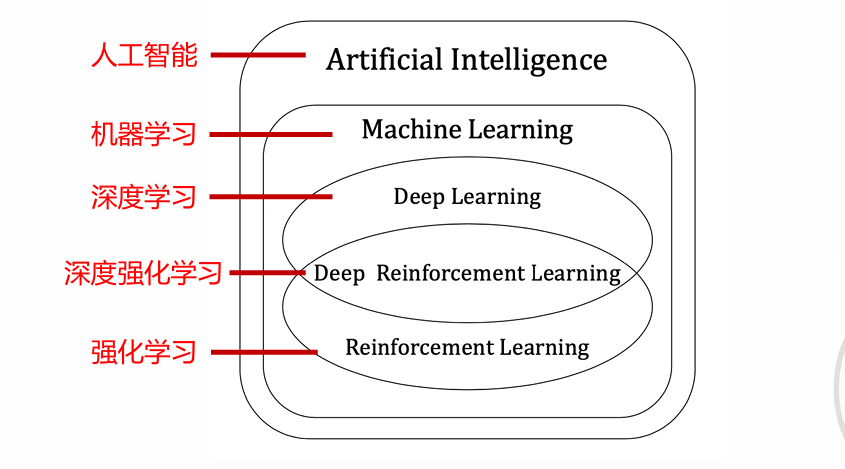 人工智能
Artificial Intelligence
机器学习
Machine Learning
深度学习
Deep Learning
深度强化学习
Deep Reinforcement Learning
强化学习
Reinforcement Learning